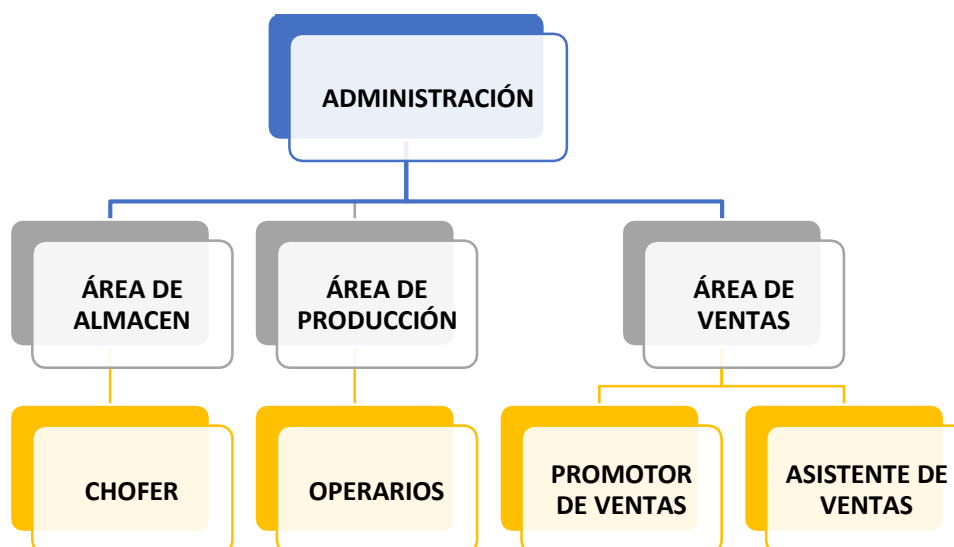 ADMINISTRACIÓN
ÁREA DE
ALMACEN
ÁREA DE
PRODUCCIÓN
ÁREA DE
VENTAS
CHOFER
OPERARIOS
PROMOTOR
DE VENTAS
ASISTENTE DE
VENTAS